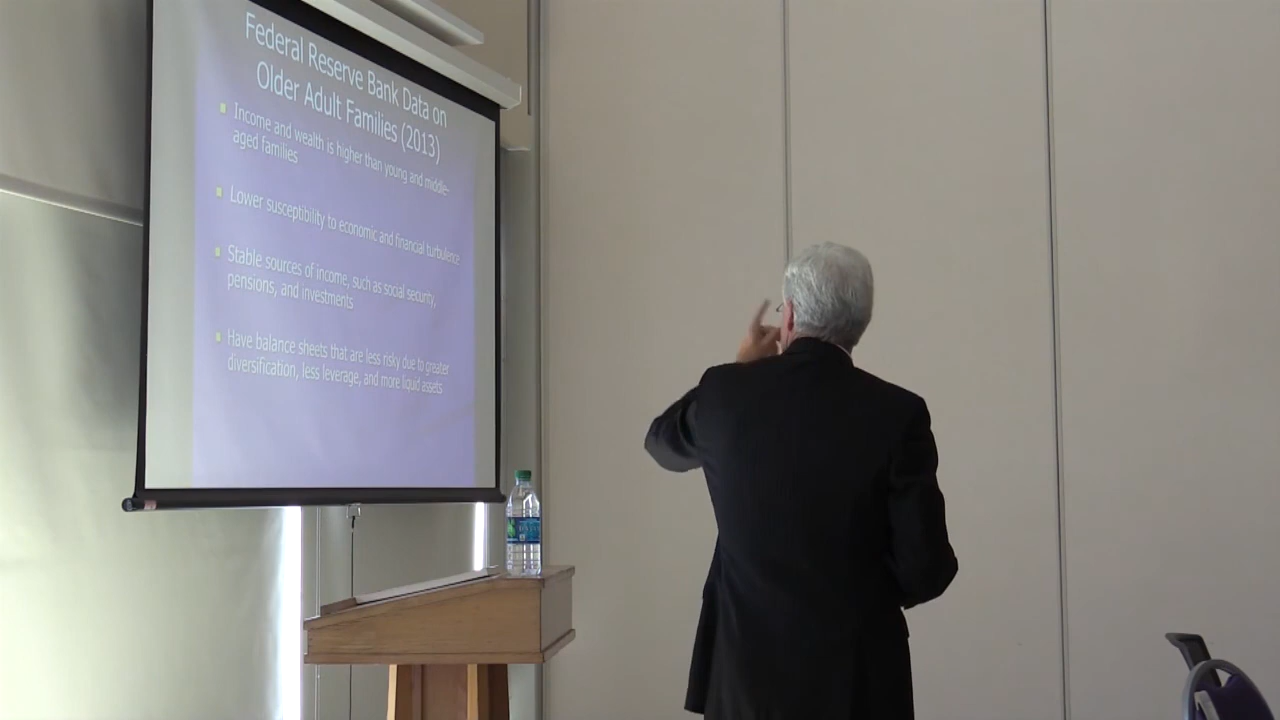 Federal Reserve Bank Data on
Older Adult Families (2013)
Income and wealth is higher than young and middle-
aged families
Lower susceptibility to economic and financial turbulence
Stable sources of income, such as social security,
pensions, and investments
Have balance sheets that are less risky due to greater
diversification, less leverage, and more liquid assets